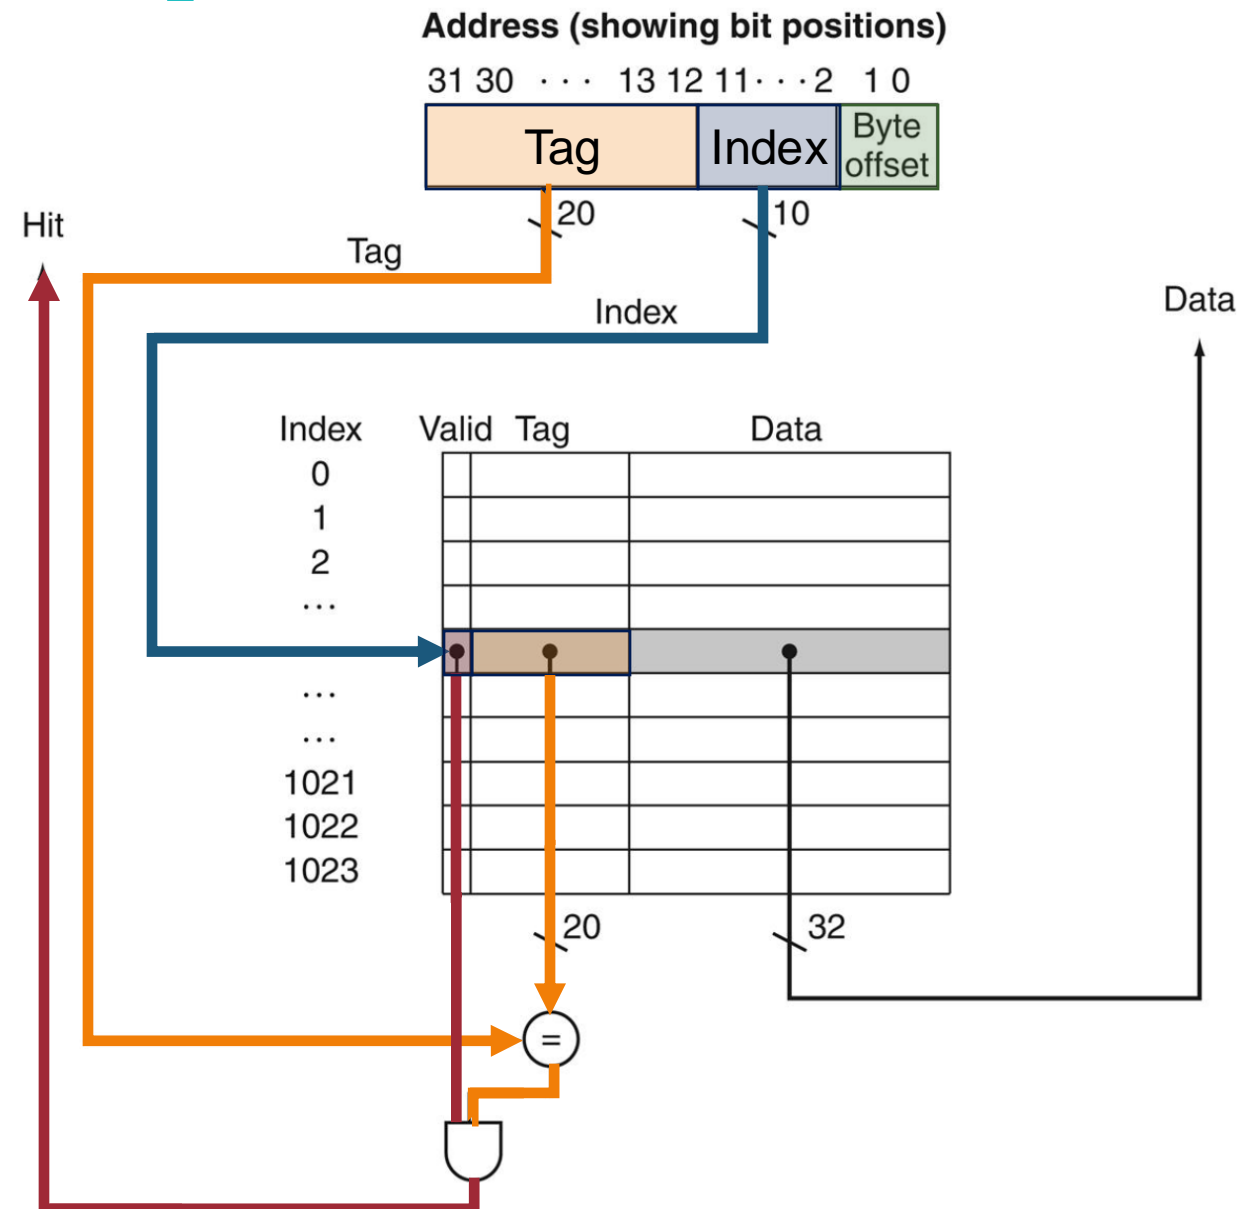 Address (showing bit positions)
31 30 ... 13 12 11...2 1 0
Tag Index Byte
offset
20 10
Hit
Tag
Index
Data
Index Valid Tag Data
0
1
2
...
...
...
1021
1022
1023
20 32
=